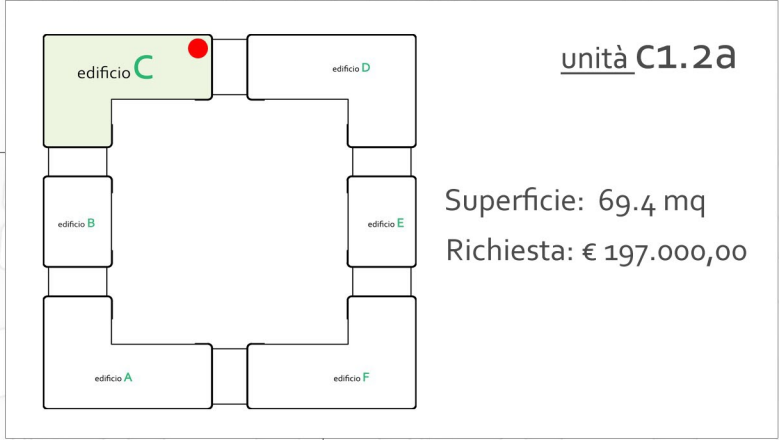 edificio C
edificio D
unità C1.2a
edificio B
edificio E
Superficie: 69.4 mq
Richiesta: € 197.000,00
edificio A
edificio F